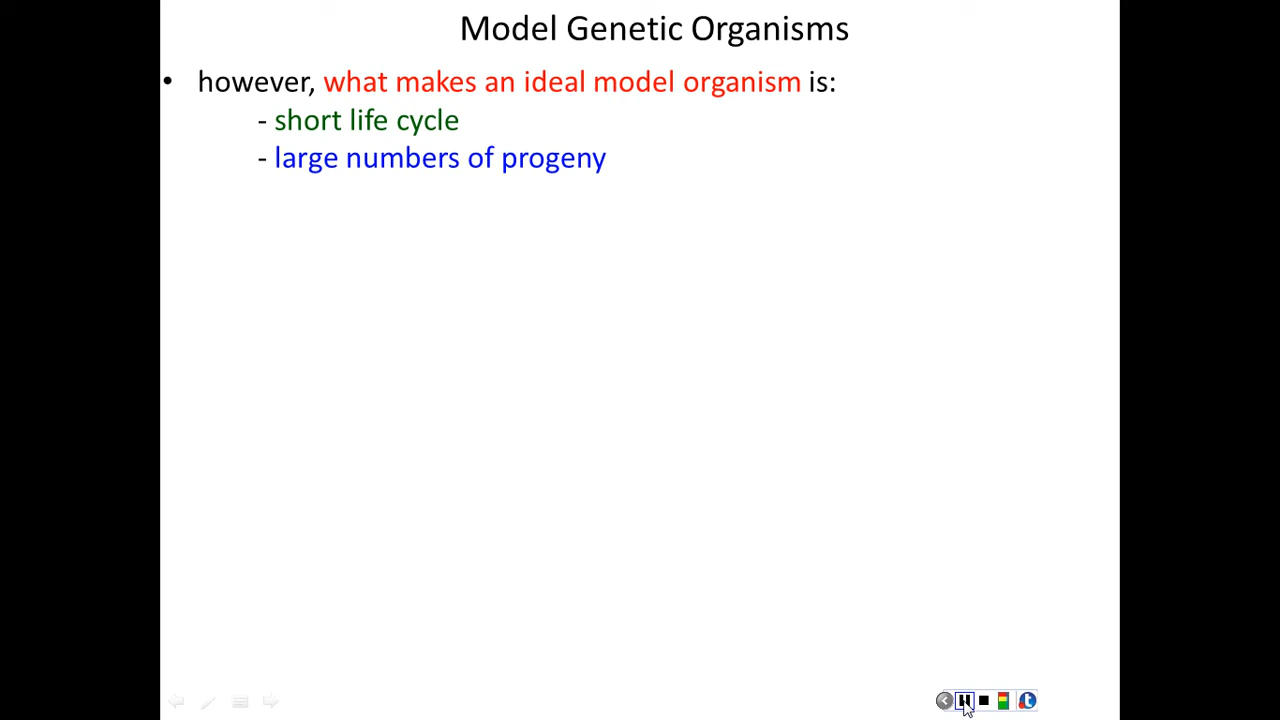 Model Genetic Organisms
• however, what makes an ideal model organism is:
- short life cycle
- large numbers of progeny